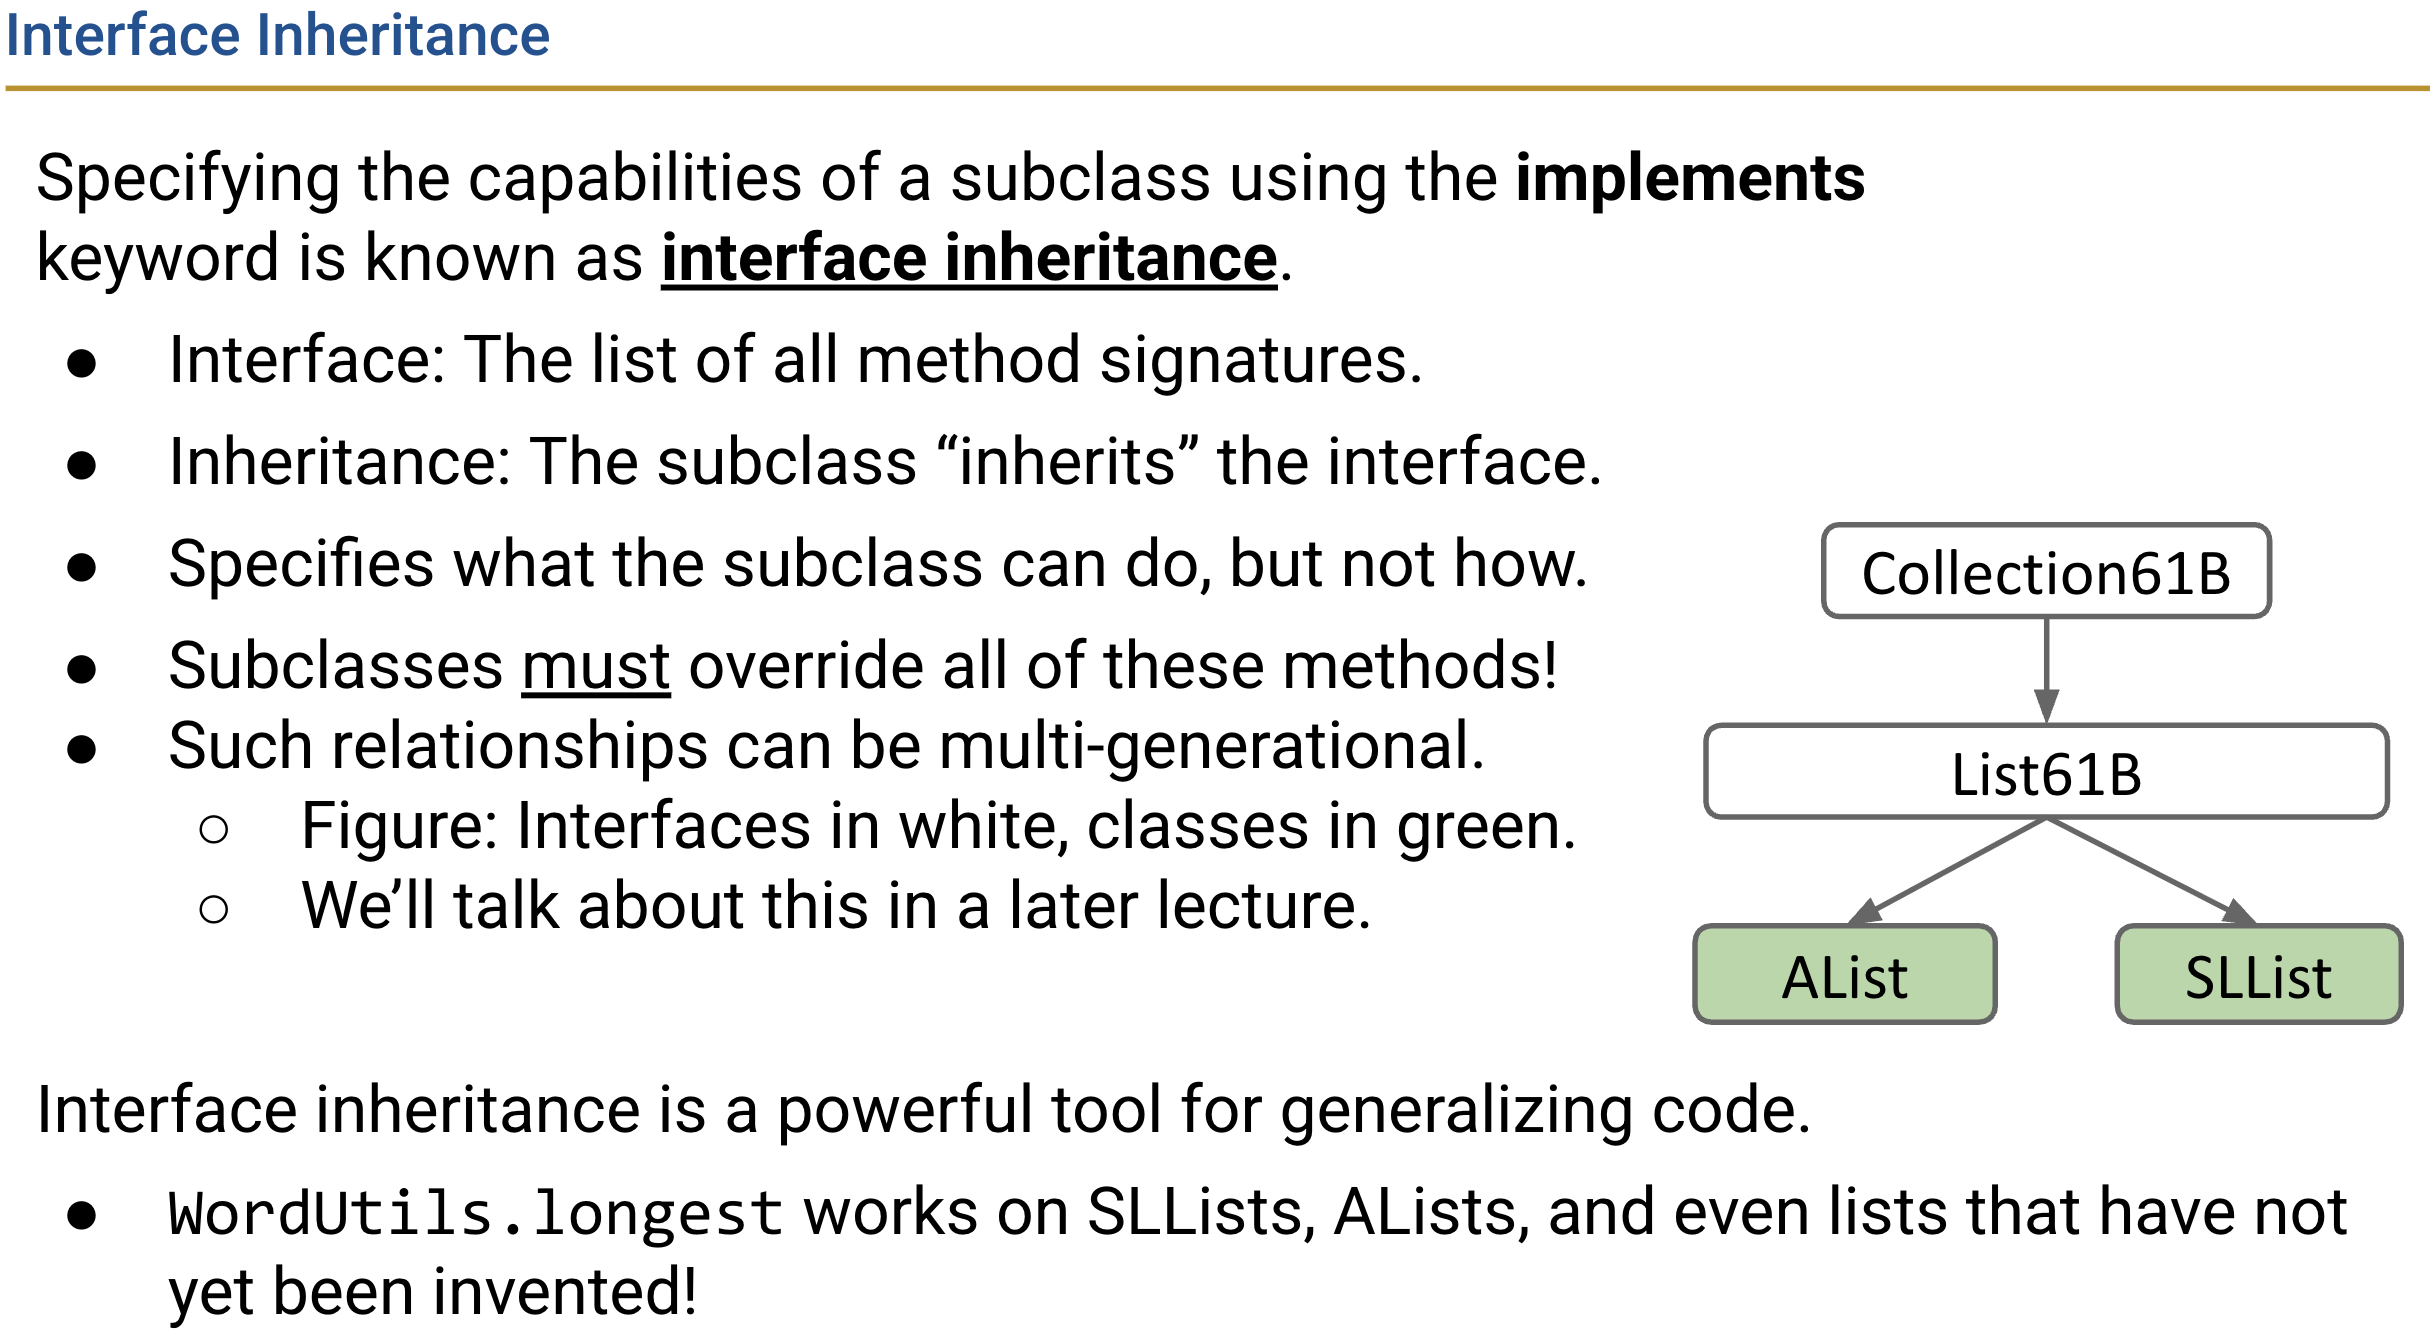 Interface Inheritance
Specifying the capabilities of a subclass using the implements
keyword is known as interface inheritance.
● Interface: The list of all method signatures.
● Inheritance: The subclass “inherits” the interface.
● Specifies what the subclass can do, but not how.
● Subclasses must override all of these methods!
● Such relationships can be multi-generational.
○ Figure: Interfaces in white, classes in green.
○ We’ll talk about this in a later lecture.
Collection61B
List61B
AList
SLList
Interface inheritance is a powerful tool for generalizing code.
● WordUtils.longest works on SLLists, ALists, and even lists that have not
yet been invented!